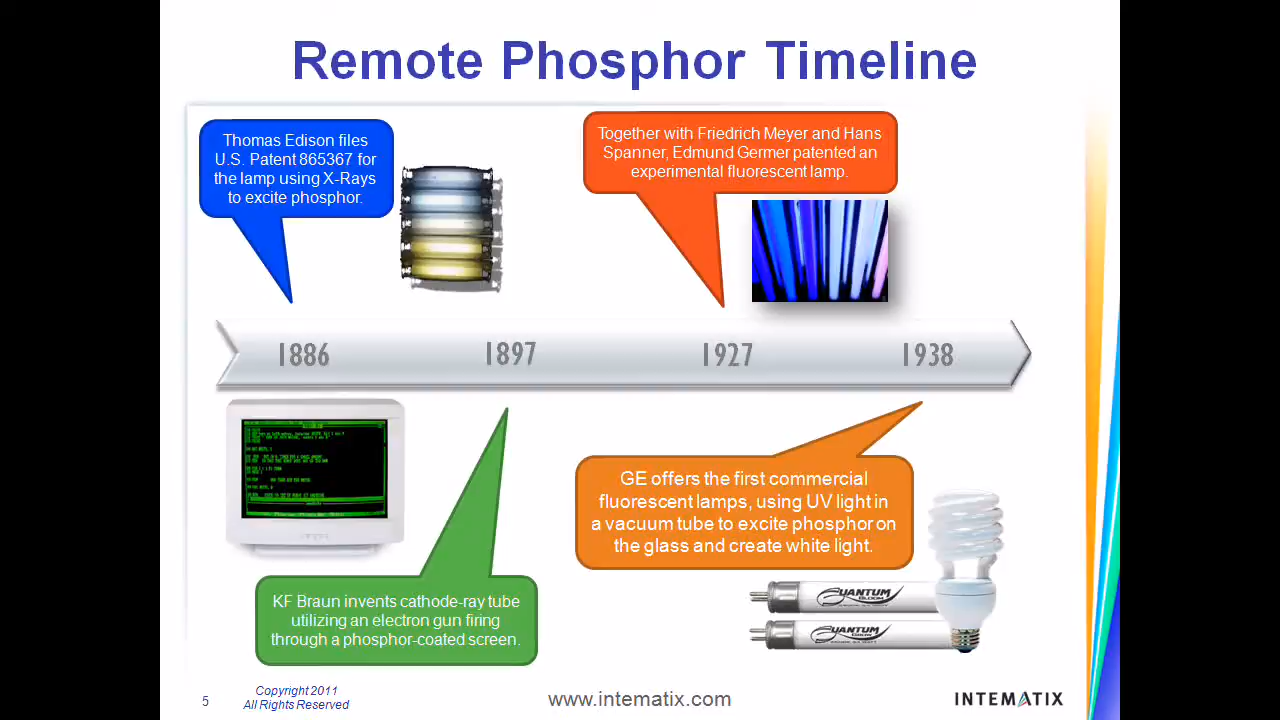 Remote Phosphor Timeline
Thomas Edison files
U.S. Patent 865367 for
the lamp using X-Rays
to excite phosphor.
Together with Friedrich Meyer and Hans
Spanner, Edmund Germer patented an
experimental fluorescent lamp.
1886
1897
1927
1938
KF Braun invents cathode-ray tube
utilizing an electron gun firing
through a phosphor-coated screen.
GE offers the first commercial
fluorescent lamps, using UV light in
a vacuum tube to excite phosphor on
the glass and create white light.
QUANTUM
BLOOM
QUANTUM
GROW
5
Copyright 2011
All Rights Reserved
www.intematix.com
INTEMATIX